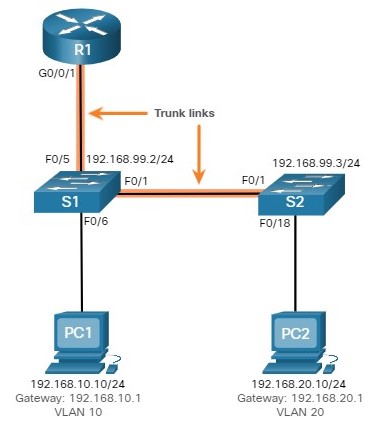 R1
G0/0/1
Trunk links
F0/5
192.168.99.2/24
192.168.99.3/24
F0/1
F0/1
S1
S2
F0/6
F0/18
PC1
PC2
192.168.10.10/24
Gateway: 192.168.10.1
VLAN 10
192.168.20.10/24
Gateway: 192.168.20.1
VLAN 20